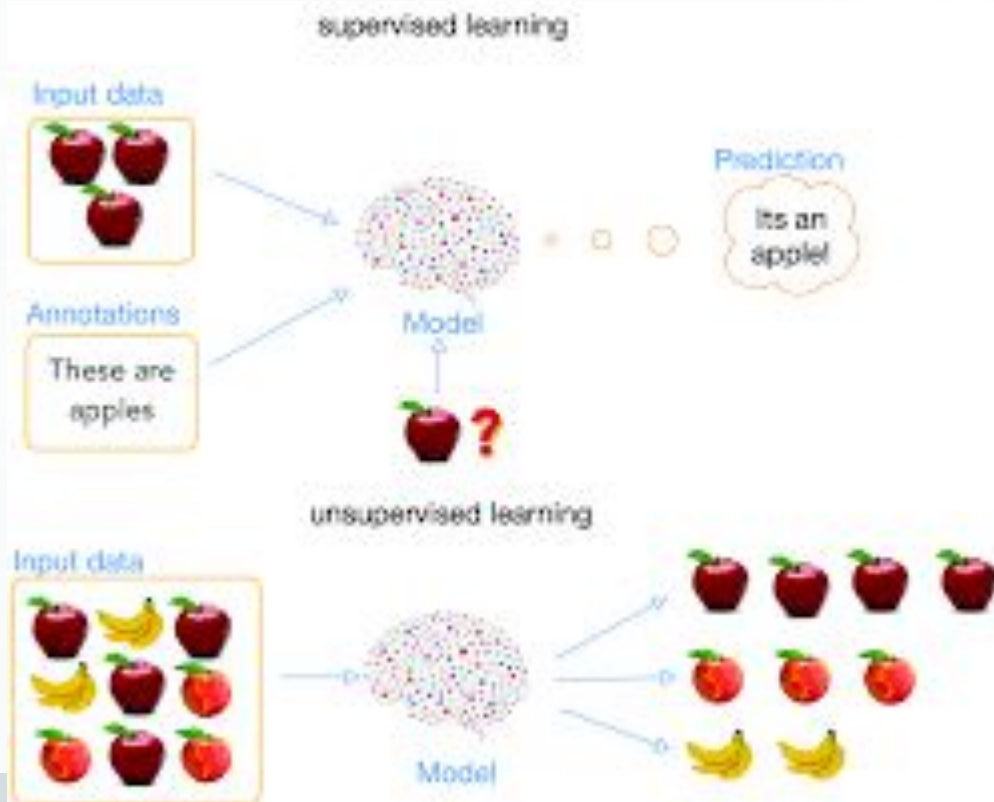 supervised learning
Input data
Prediction
Its an
apple!
Annotations
Model
These are
apples
?
unsupervised learning
Input data
Model